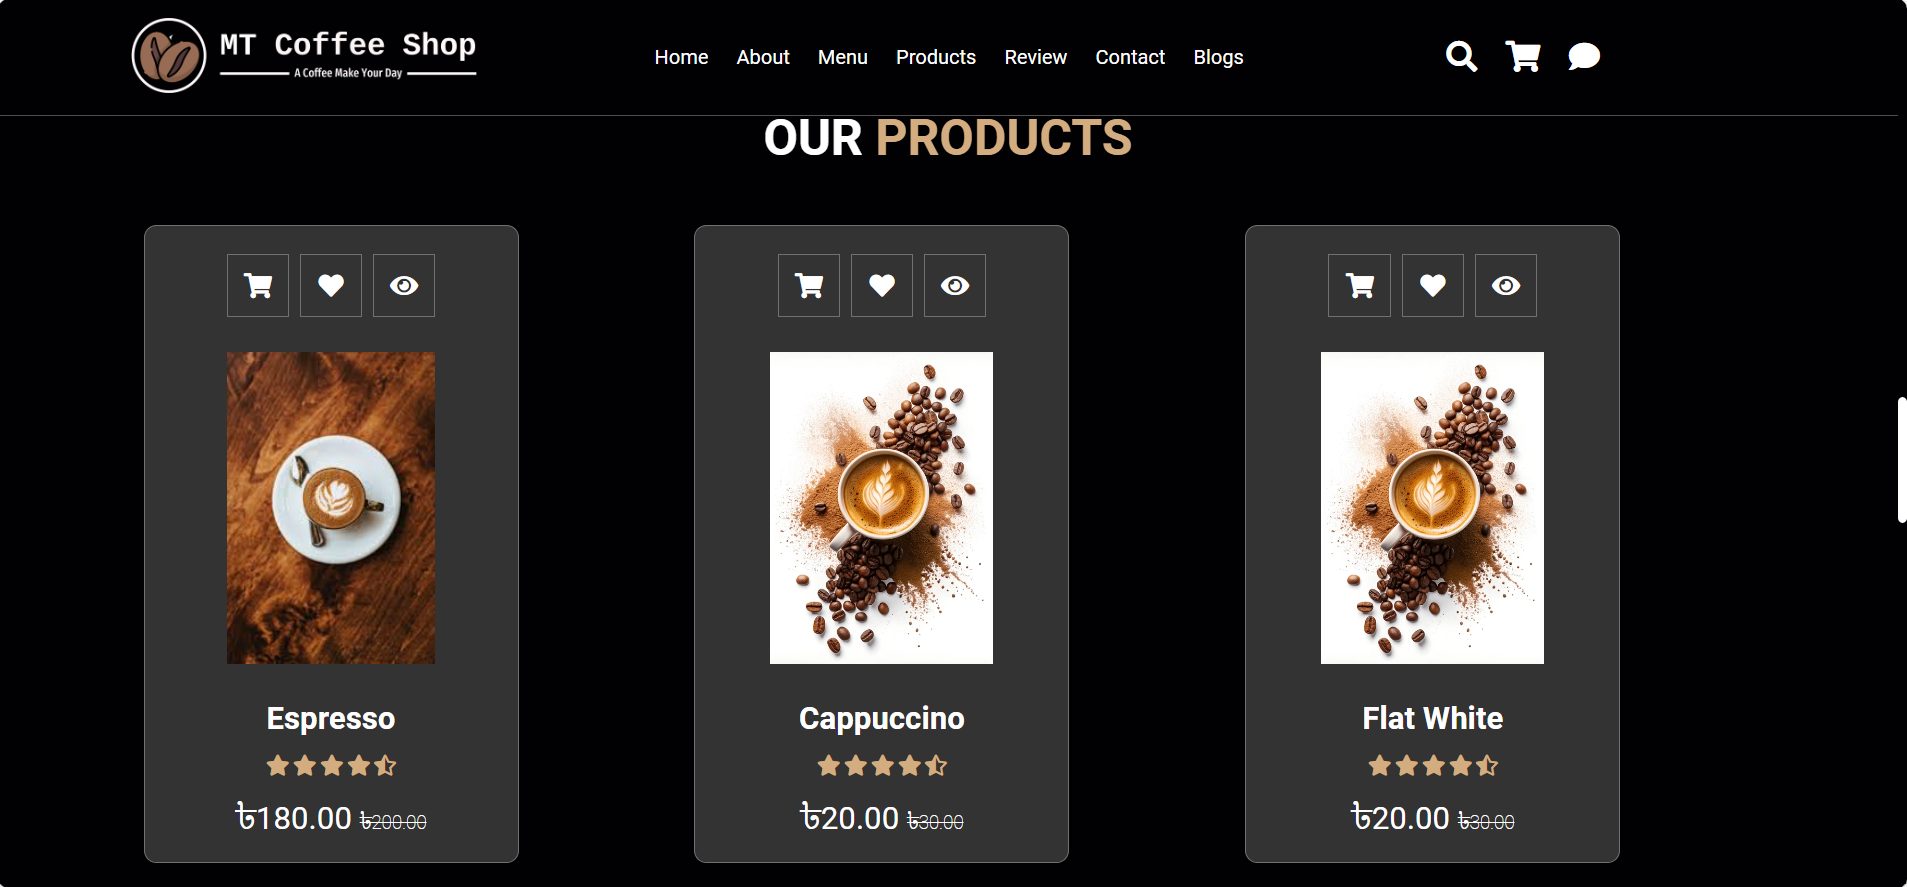 MT Coffee Shop
A Coffee Make Your Day
Home About Menu Products Review Contact Blogs
OUR PRODUCTS
Espresso
৳180.00 ৳200.00
Cappuccino
৳20.00 ৳30.00
Flat White
৳20.00 ৳30.00